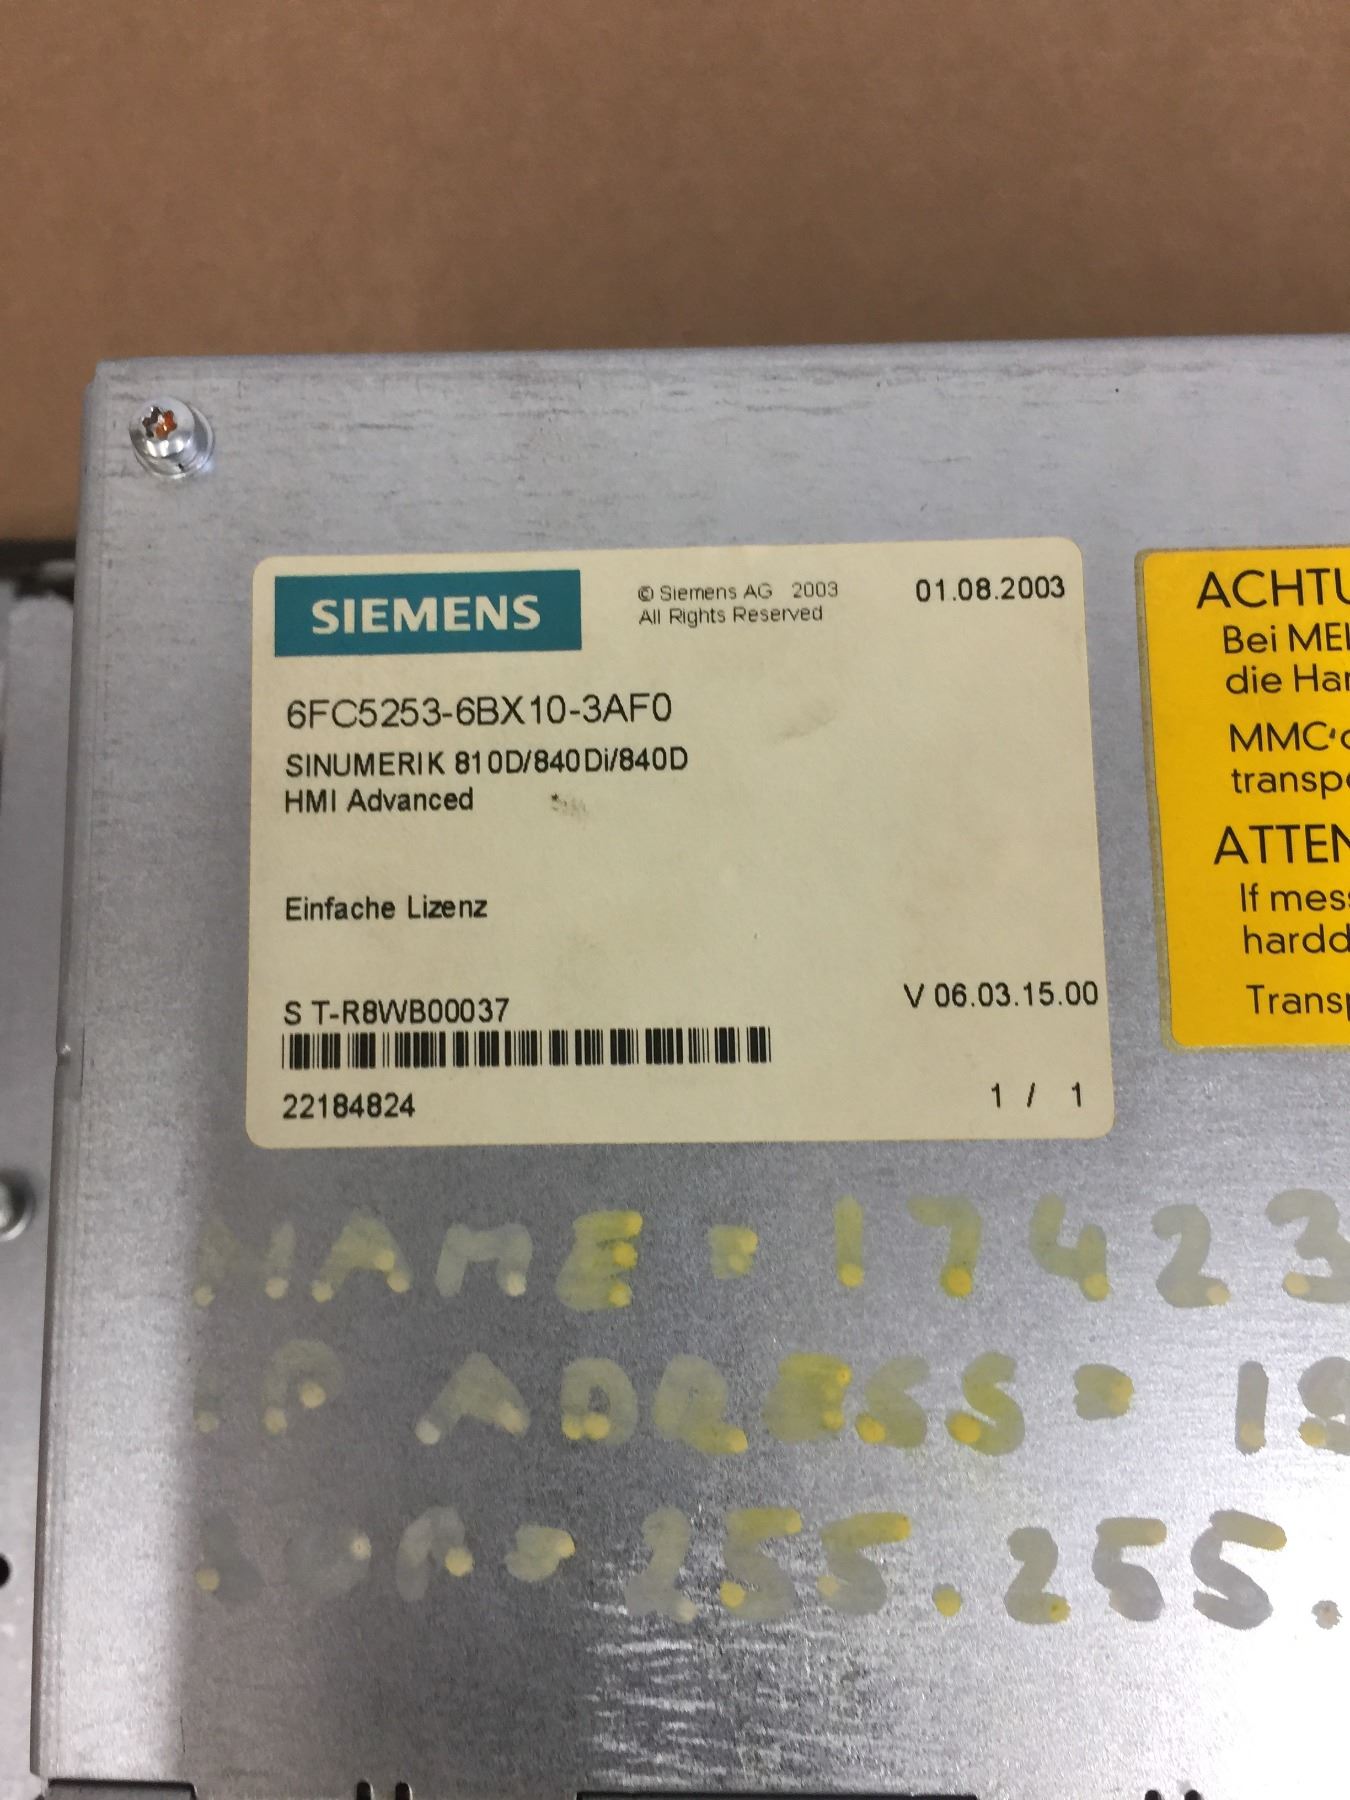 SIEMENS
© Siemens AG 2003
All Rights Reserved
01.08.2003
6FC5253-6BX10-3AF0
SINUMERIK 810D/840Di/840D
HMI Advanced
Einfache Lizenz
S T-R8WB00037
V 06.03.15.00
22184824
1 / 1
ACHTU
Bei MEL
die Har
MMC
transpo
ATTEN
If mess
hardd
Transp
NAME = 17423
IP ADDRESS = 19
= 255.255.